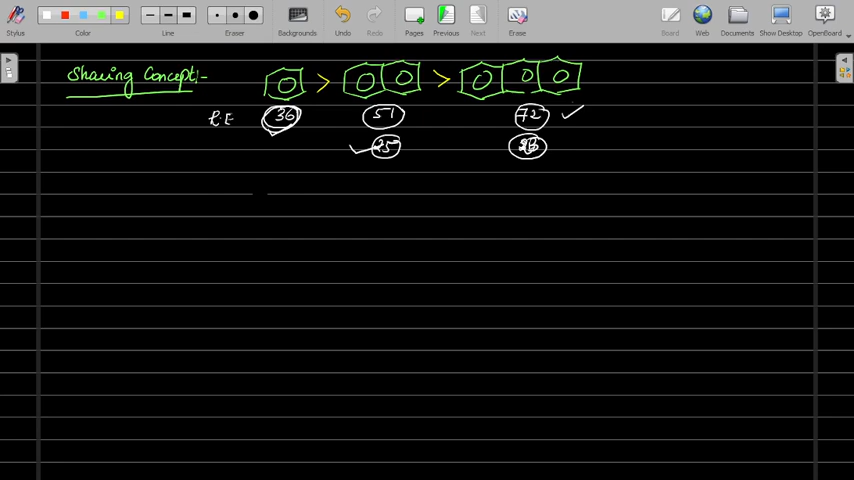 Stylus
Color
Line
Eraser
Backgrounds
Undo
Redo
Pages
Previous
Next
Erase
Board
Web
Documents
Show Desktop
OpenBoard
Sharing Concept:-
> >
R.E 36 51 72
25